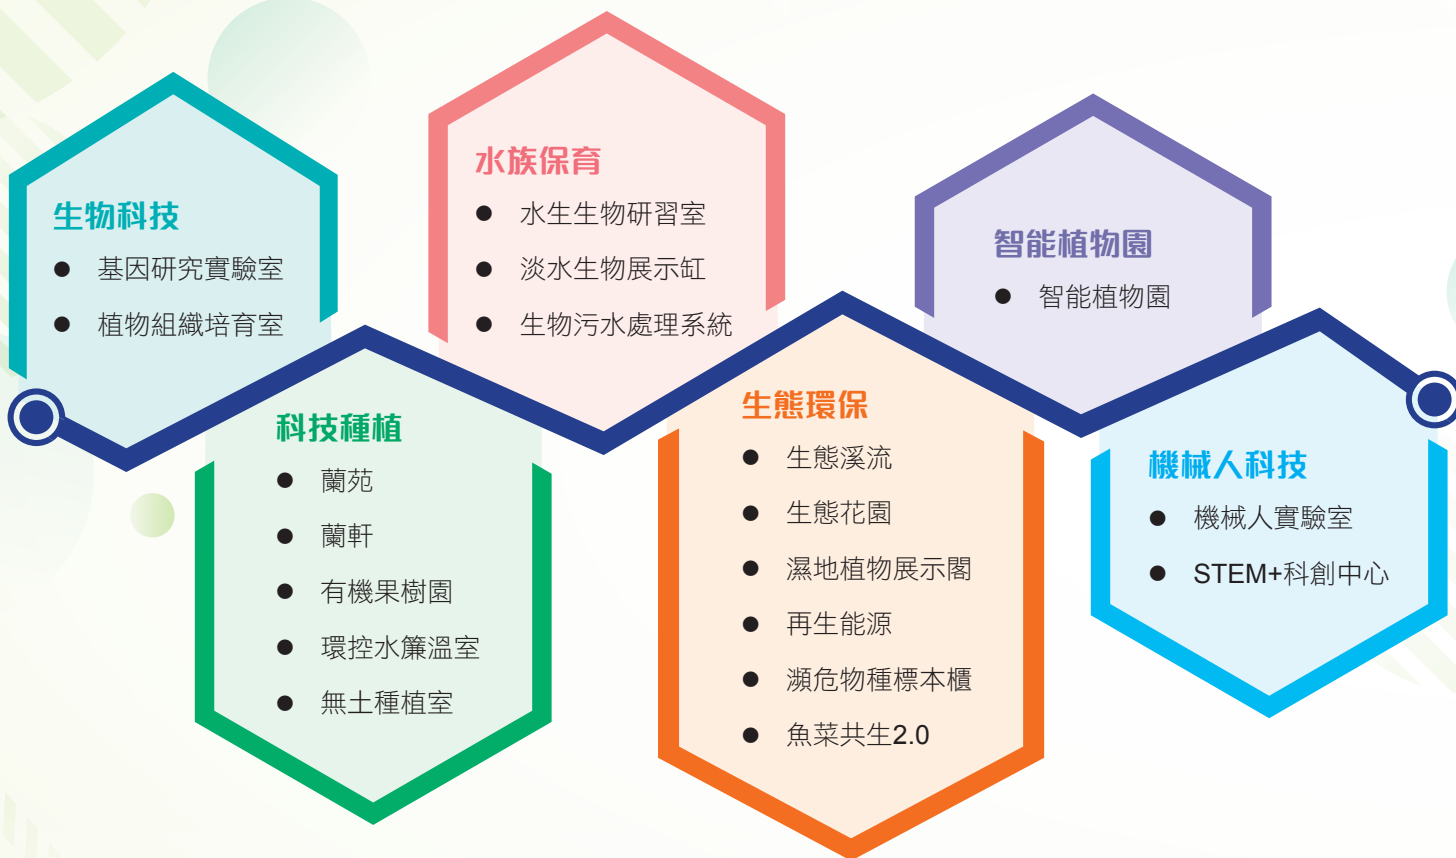 生物科技
基因研究實驗室
植物組織培育室
水族保育
水生生物研習室
淡水生物展示缸
生物污水處理系統
智能植物園
智能植物園
科技種植
蘭苑
蘭軒
有機果樹園
環控水簾溫室
無土種植室
生態環保
生態溪流
生態花園
濕地植物展示閣
再生能源
瀕危物種標本櫃
魚菜共生2.0
機械人科技
機械人實驗室
STEM+科創中心